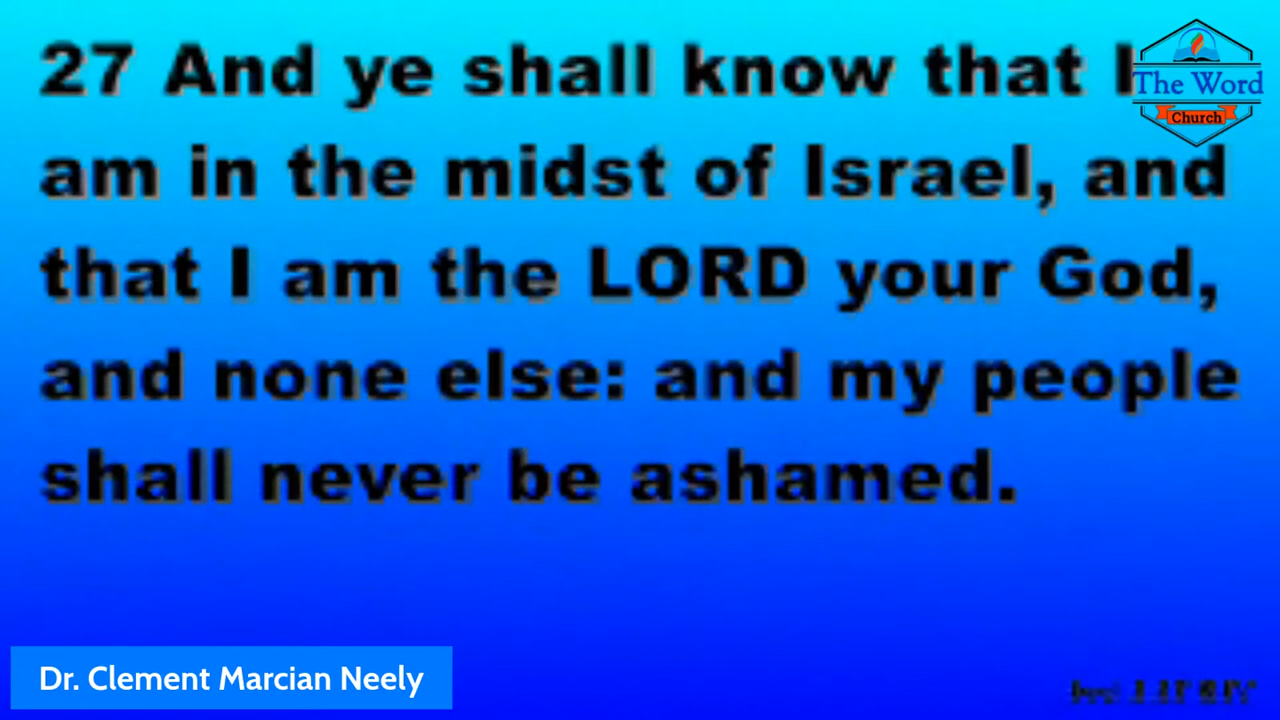 27 And ye shall know that I
am in the midst of Israel, and
that I am the LORD your God,
and none else: and my people
shall never be ashamed.
The Word
Church
Dr. Clement Marcian Neely